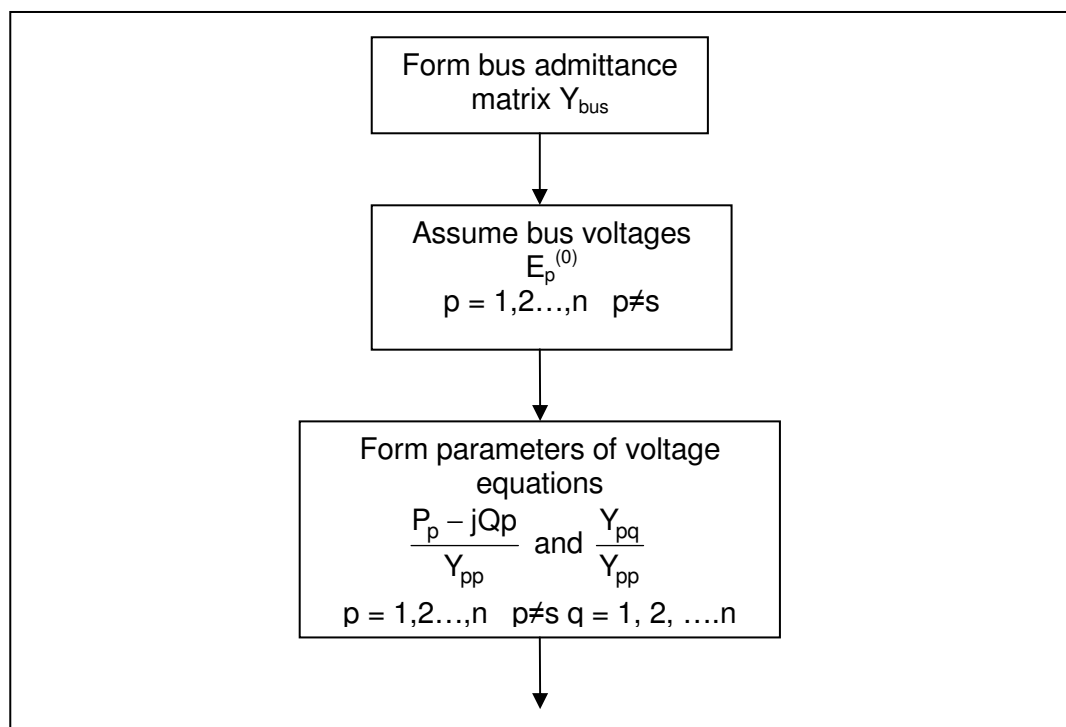 Form bus admittance
matrix Y_bus
Assume bus voltages
E_p^(0)
p = 1,2…,n p≠s
Form parameters of voltage
equations
P_p – jQp / Y_pp and Y_pq / Y_pp
p = 1,2…,n p≠s q = 1, 2, ….n